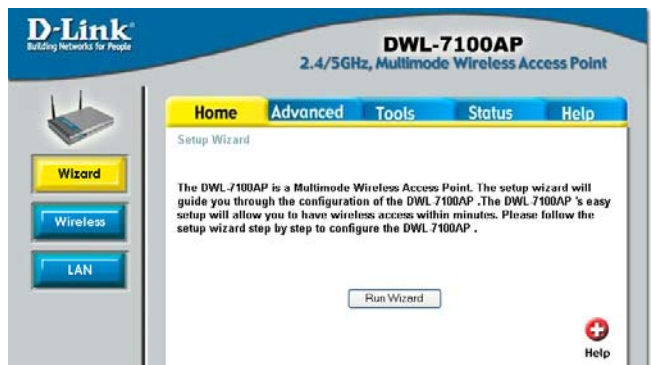 D-Link
Building Networks for People
DWL-7100AP
2.4/5GHz, Multimode Wireless Access Point
Home Advanced Tools Status Help
Setup Wizard
Wizard
Wireless
LAN
The DWL-7100AP is a Multimode Wireless Access Point. The setup wizard will
guide you through the configuration of the DWL-7100AP .The DWL-7100AP 's easy
setup will allow you to have wireless access within minutes. Please follow the
setup wizard step by step to configure the DWL-7100AP .
Run Wizard
Help